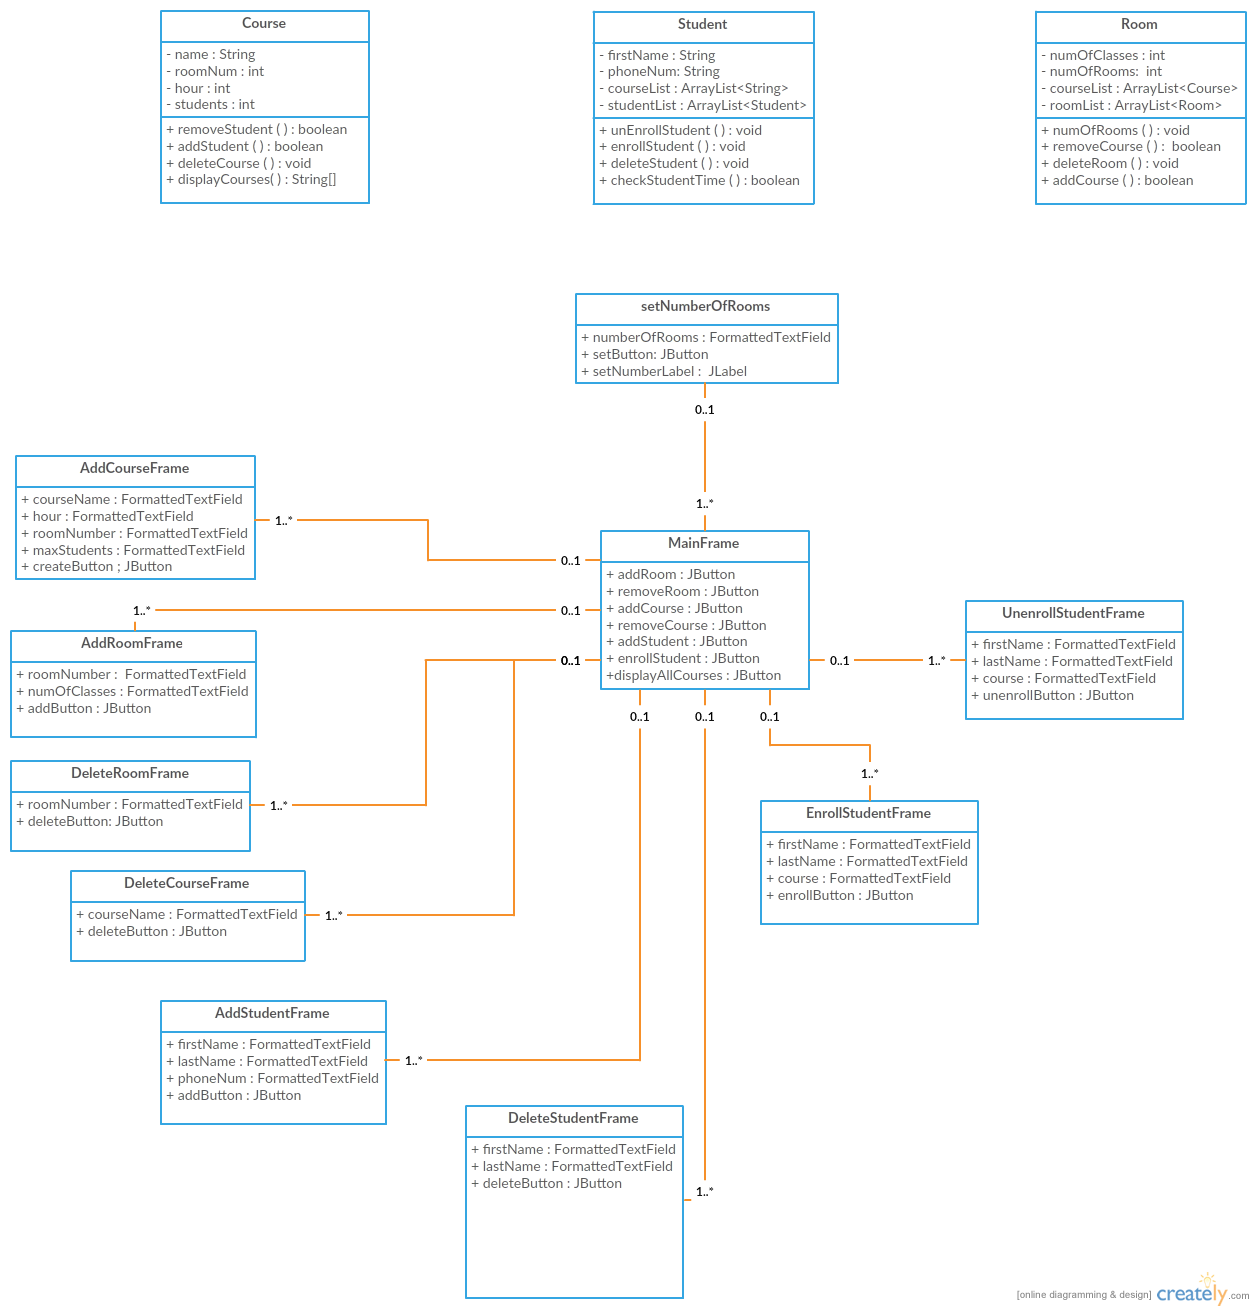 Course
- name : String
- roomNum : int
- hour : int
- students : int
+ removeStudent ( ) : boolean
+ addStudent ( ) : boolean
+ deleteCourse ( ) : void
+ displayCourses( ) : String[]
Student
- firstName : String
- phoneNum: String
- courseList : ArrayList<String>
- studentList : ArrayList<Student>
+ unEnrollStudent ( ) : void
+ enrollStudent ( ) : void
+ deleteStudent ( ) : void
+ checkStudentTime ( ) : boolean
Room
- numOfClasses : int
- numOfRooms:  int
- courseList : ArrayList<Course>
- roomList : ArrayList<Room>
+ numOfRooms ( ) : void
+ removeCourse ( ) :  boolean
+ deleteRoom ( ) : void
+ addCourse ( ) : boolean
setNumberOfRooms
+ numberOfRooms : FormattedTextField
+ setButton: JButton
+ setNumberLabel :  JLabel
0..1
1..*
AddCourseFrame
+ courseName : FormattedTextField
+ hour : FormattedTextField
+ roomNumber : FormattedTextField
+ maxStudents : FormattedTextField
+ createButton ; JButton
1..*
0..1
MainFrame
+ addRoom : JButton
+ removeRoom : JButton
+ addCourse : JButton
+ removeCourse : JButton
+ addStudent : JButton
+ enrollStudent : JButton
+displayAllCourses : JButton
1..*
0..1
AddRoomFrame
+ roomNumber :  FormattedTextField
+ numOfClasses : FormattedTextField
+ addButton : JButton
0..1
0..1
1..*
UnenrollStudentFrame
+ firstName : FormattedTextField
+ lastName : FormattedTextField
+ course : FormattedTextField
+ unenrollButton : JButton
0..1
0..1
0..1
DeleteRoomFrame
+ roomNumber : FormattedTextField
+ deleteButton: JButton
1..*
1..*
EnrollStudentFrame
+ firstName : FormattedTextField
+ lastName : FormattedTextField
+ course : FormattedTextField
+ enrollButton : JButton
DeleteCourseFrame
+ courseName : FormattedTextField
+ deleteButton : JButton
1..*
AddStudentFrame
+ firstName : FormattedTextField
+ lastName : FormattedTextField
+ phoneNum : FormattedTextField
+ addButton : JButton
1..*
DeleteStudentFrame
+ firstName : FormattedTextField
+ lastName : FormattedTextField
+ deleteButton : JButton
1..*
[online diagramming & design] creately.com